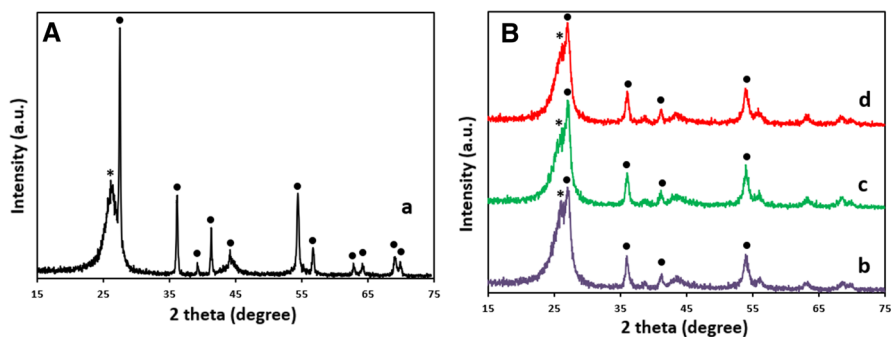 A
*
a
Intensity (a.u.)
15 25 35 45 55 65 75
2 theta (degree)
B
*
d
*
c
*
b
Intensity (a.u.)
15 25 35 45 55 65 75
2 theta (degree)